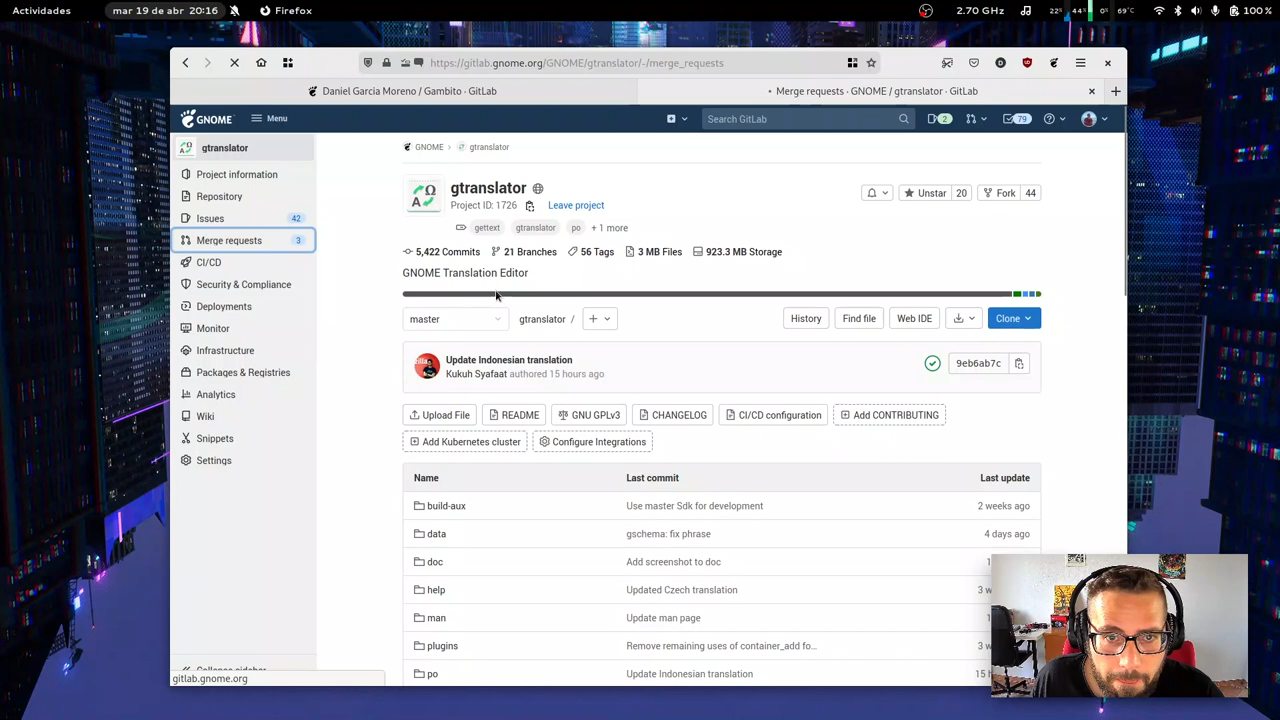 Actividades
mar 19 de abr 20:16
Firefox
2.70 GHz
22%
44%
69°C
100 %
https://gitlab.gnome.org/GNOME/gtranslator/-/merge_requests
Daniel Garcia Moreno / Gambito · GitLab
Merge requests · GNOME / gtranslator · GitLab
GNOME
Menu
Search GitLab
2
79
gtranslator
Project information
Repository
Issues 42
Merge requests 3
CI/CD
Security & Compliance
Deployments
Monitor
Infrastructure
Packages & Registries
Analytics
Wiki
Snippets
Settings
Collapse sidebar
gitlab.gnome.org
GNOME
gtranslator
gtranslator
Project ID: 1726
Leave project
Unstar 20
Fork 44
gettext
gtranslator
po
+ 1 more
5,422 Commits
21 Branches
56 Tags
3 MB Files
923.3 MB Storage
GNOME Translation Editor
master
gtranslator /
History
Find file
Web IDE
Clone
Update Indonesian translation
Kukuh Syafaat authored 15 hours ago
9eb6ab7c
Upload File
README
GNU GPLv3
CHANGELOG
CI/CD configuration
Add CONTRIBUTING
Add Kubernetes cluster
Configure Integrations
Name Last commit Last update
build-aux Use master Sdk for development 2 weeks ago
data gschema: fix phrase 4 days ago
doc Add screenshot to doc
help Updated Czech translation
man Update man page
plugins Remove remaining uses of container_add fo...
po Update Indonesian translation